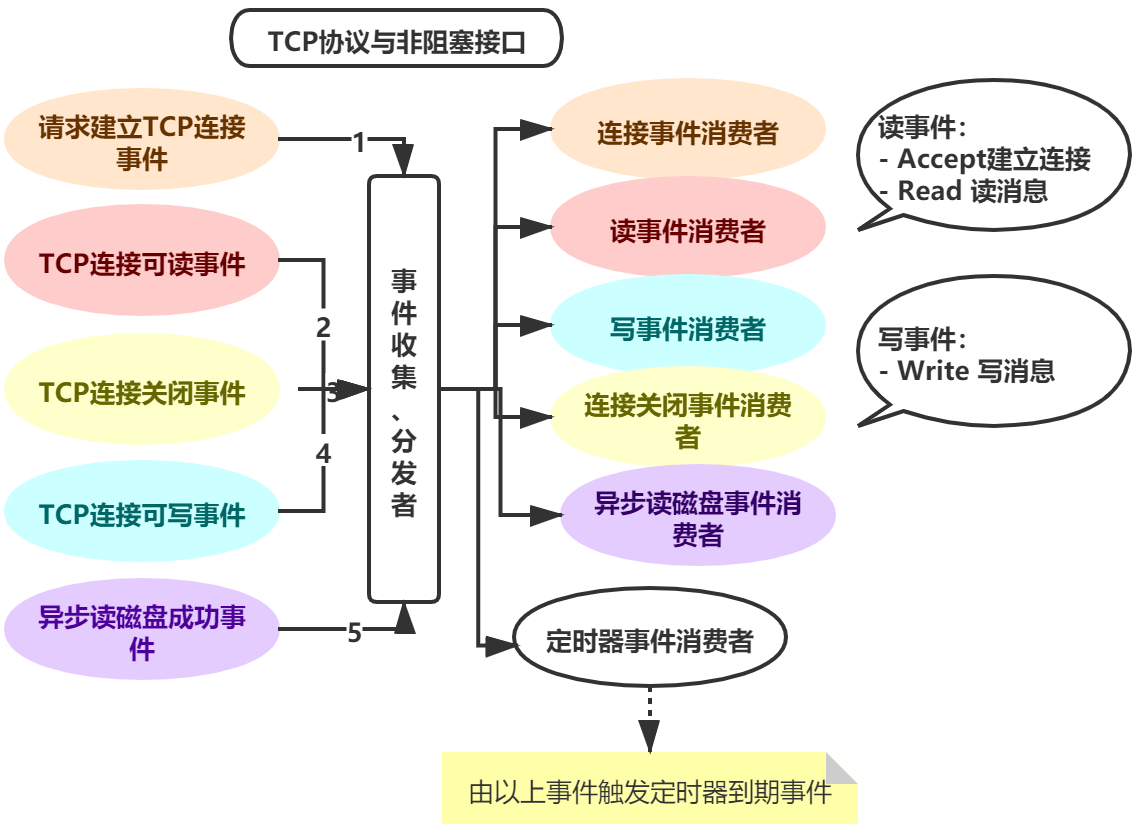 TCP协议与非阻塞接口
请求建立TCP连接
事件
1
TCP连接可读事件
2
TCP连接关闭事件
3
4
TCP连接可写事件
异步读磁盘成功事
件
5
事
件
收
集
、
分
发
者
连接事件消费者
读事件消费者
写事件消费者
连接关闭事件消费
者
异步读磁盘事件消
费者
定时器事件消费者
由以上事件触发定时器到期事件
读事件：
- Accept建立连接
- Read 读消息
写事件：
- Write 写消息